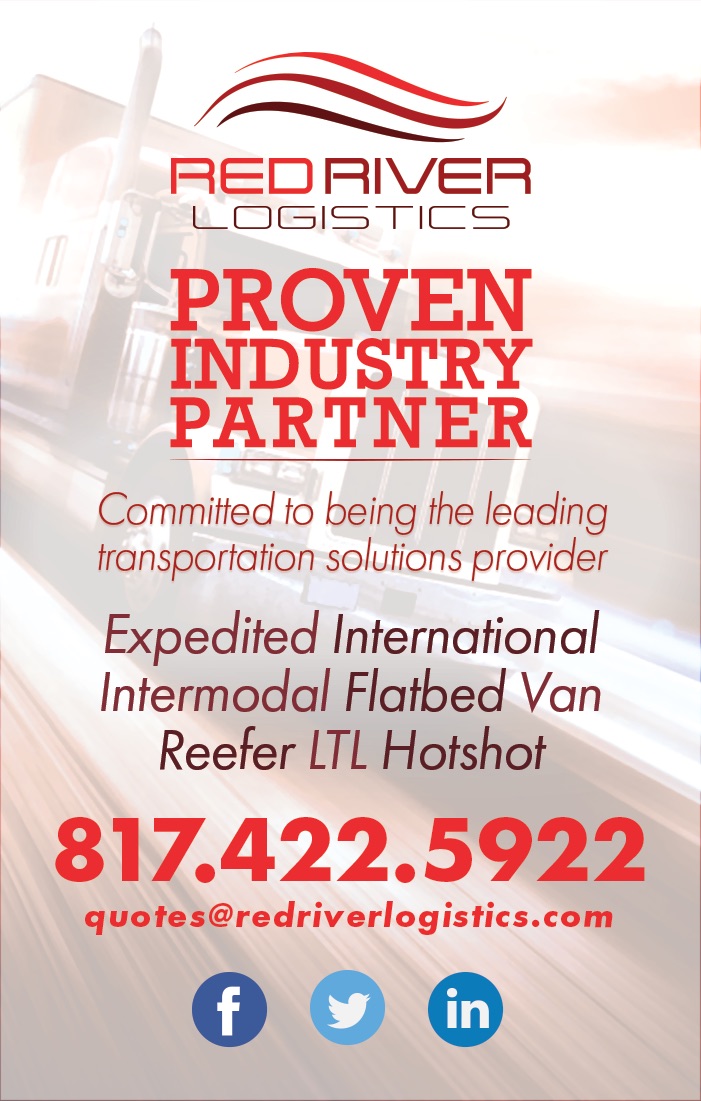 RED RIVER
LOGISTICS
PROVEN
INDUSTRY
PARTNER
Committed to being the leading
transportation solutions provider
Expedited International
Intermodal Flatbed Van
Reefer LTL Hotshot
817.422.5922
quotes@redriverlogistics.com
f in